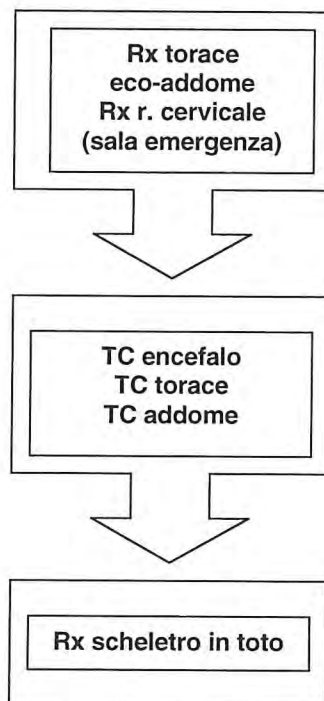 Rx torace
eco-addome
Rx r. cervicale
(sala emergenza)
TC encefalo
TC torace
TC addome
Rx scheletro in toto